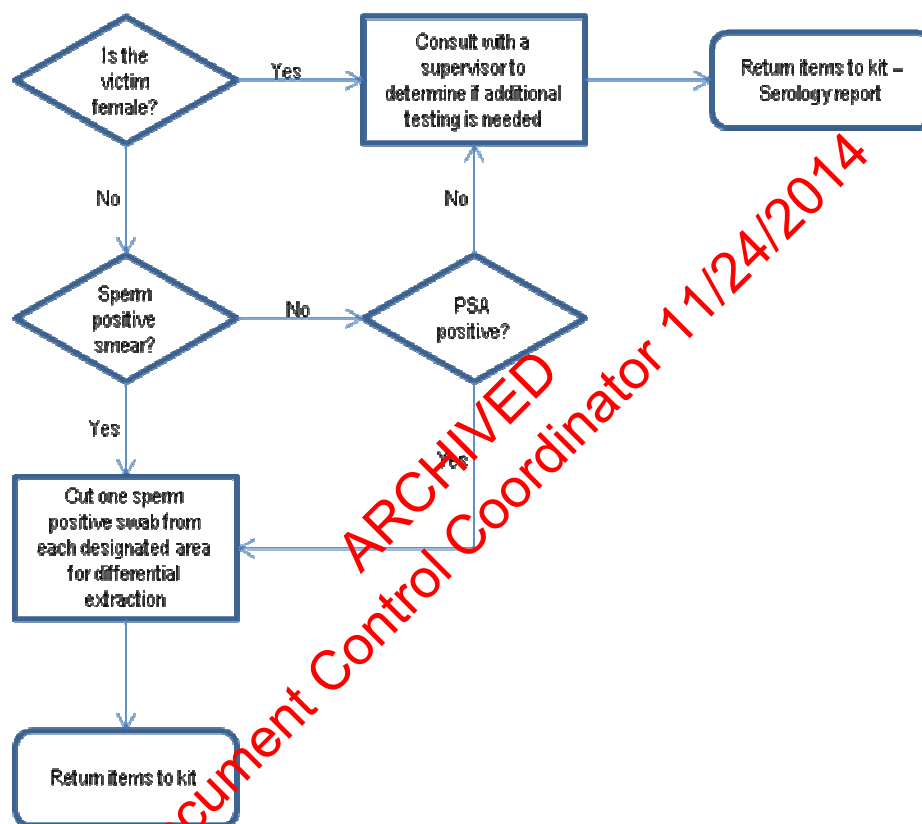 Is the
victim
female?
Yes
Consult with a
supervisor to
determine if additional
testing is needed
Return items to kit –
Serology report
No
No
Sperm
positive
smear?
No
PSA
positive?
Yes
Yes
Cut one sperm
positive swab from
each designated area
for differential
extraction
Return items to kit
ARCHIVED
cument Control Coordinator 11/24/2014